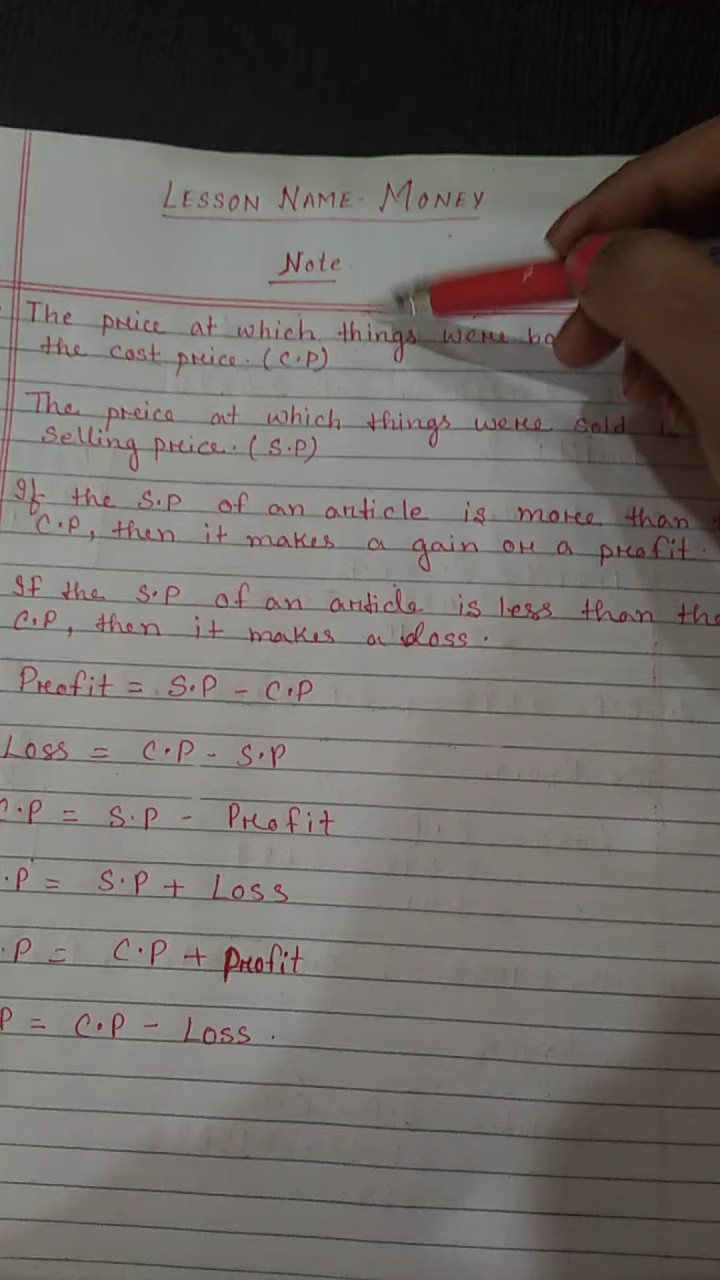 LESSON NAME- MONEY
Note
The price at which things were
the cost price. (C.P)
The price at which things were sold
Selling price. (S.P)
If the S.P of an article is more than
C.P, then it makes a gain or a profit.
If the S.P of an article is less than the
C.P, then it makes a loss.
Profit = S.P - C.P
Loss = C.P - S.P
C.P = S.P - Profit
.P = S.P + Loss
.P = C.P + Profit
P = C.P - Loss.